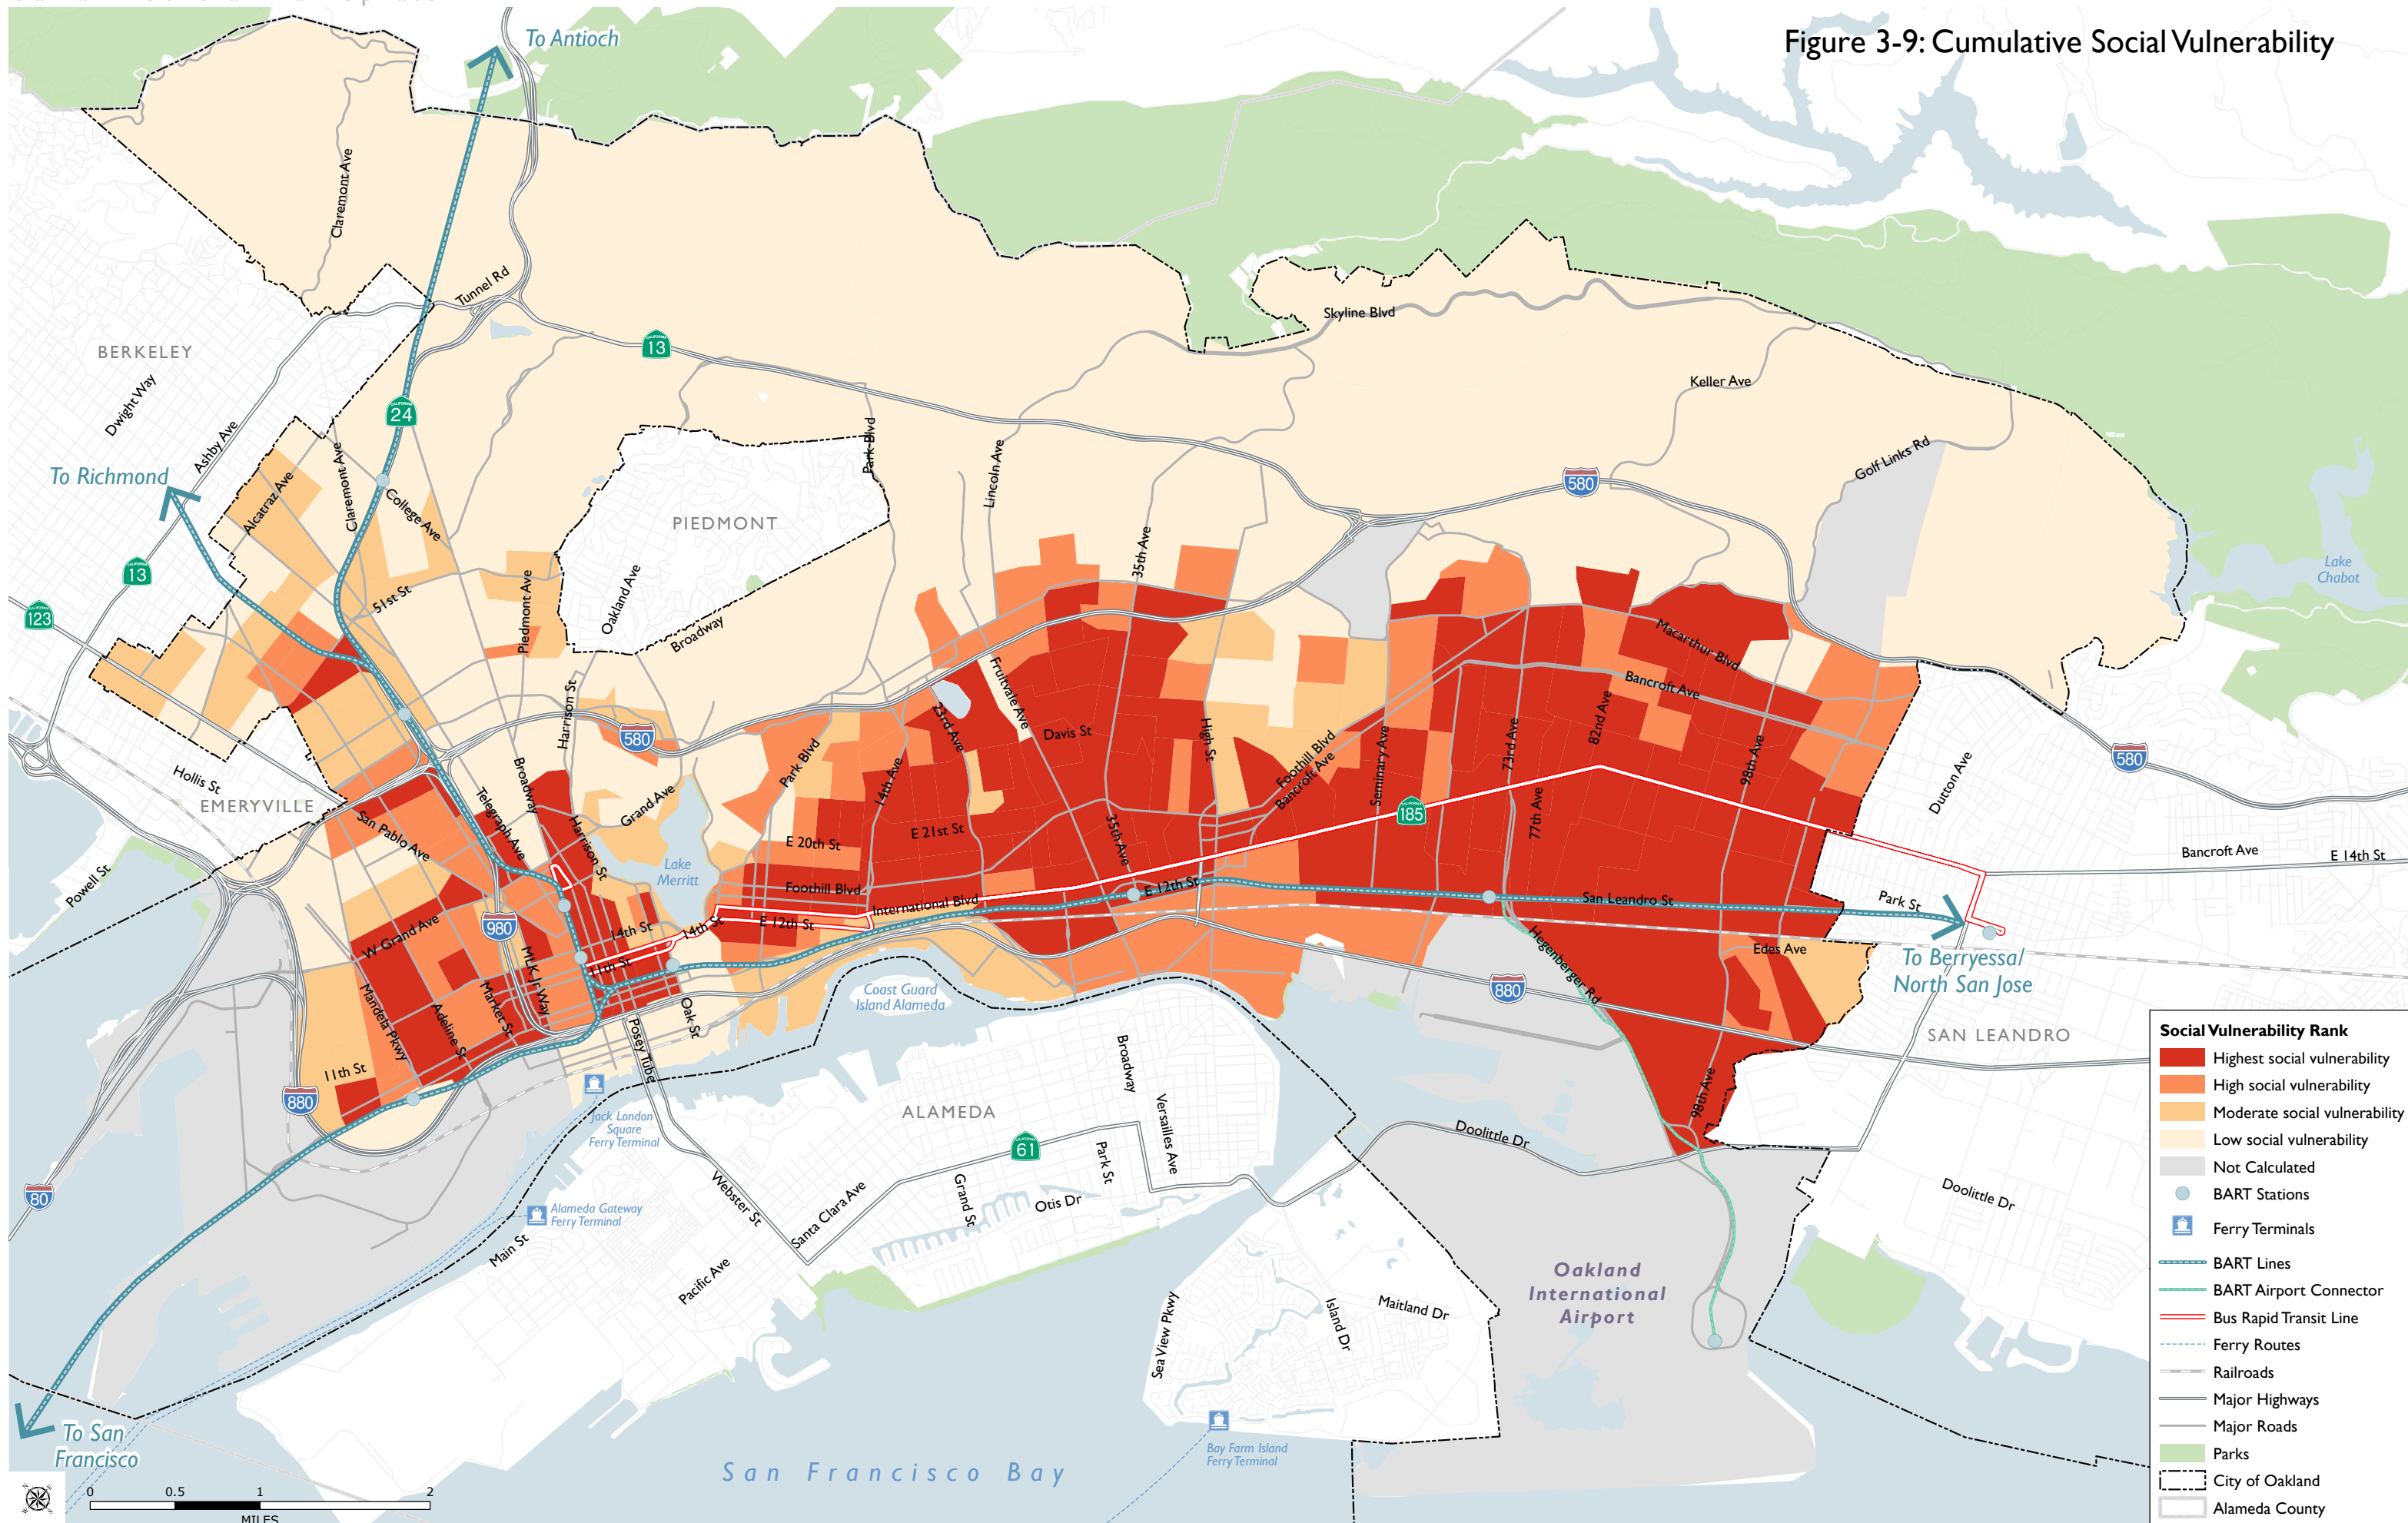 Figure 3-9: Cumulative Social Vulnerability
To Antioch
Claremont Ave
Tunnel Rd
BERKELEY
Dwight Way
Ashby Ave
13
24
To Richmond
Alcatraz Ave
Claremont Ave
College Ave
13
123
51st St
Piedmont Ave
Oakland Ave
PIEDMONT
Broadway
Park Blvd
Lincoln Ave
35th Ave
Skyline Blvd
Keller Ave
580
Golf Links Rd
Lake
Chabot
Hollis St
EMERYVILLE
Powell St
San Pablo Ave
Telegraph Ave
Broadway
Harrison St
Harrison St
580
Grand Ave
Lake
Merritt
Park Blvd
14th Ave
23rd Ave
Fruitvale Ave
Davis St
High St
35th Ave
E 20th St
E 21st St
Foothill Blvd
International Blvd
E 12th St
E 12th St
Foothill Blvd
Bancroft Ave
Seminary Ave
185
73rd Ave
77th Ave
82nd Ave
Macarthur Blvd
Bancroft Ave
98th Ave
San Leandro St
Dutton Ave
580
Bancroft Ave
E 14th St
Park St
Edes Ave
To Berryessa/
North San Jose
SAN LEANDRO
W Grand Ave
980
14th St
14th St
11th St
MLK Jr Way
Market St
Adeline St
Mandela Pkwy
11th St
880
80
Oak St
Posey Tube
Coast Guard
Island Alameda
Hegenberger Rd
880
98th Ave
Jack London
Square
Ferry Terminal
Alameda Gateway
Ferry Terminal
Main St
Webster St
Pacific Ave
Santa Clara Ave
ALAMEDA
61
Grand St
Otis Dr
Park St
Broadway
Versailles Ave
Doolittle Dr
Doolittle Dr
Oakland
International
Airport
Sea View Pkwy
Island Dr
Maitland Dr
Bay Farm Island
Ferry Terminal
San Francisco Bay
To San
Francisco
0 0.5 1 2
MILES
Social Vulnerability Rank
Highest social vulnerability
High social vulnerability
Moderate social vulnerability
Low social vulnerability
Not Calculated
BART Stations
Ferry Terminals
BART Lines
BART Airport Connector
Bus Rapid Transit Line
Ferry Routes
Railroads
Major Highways
Major Roads
Parks
City of Oakland
Alameda County